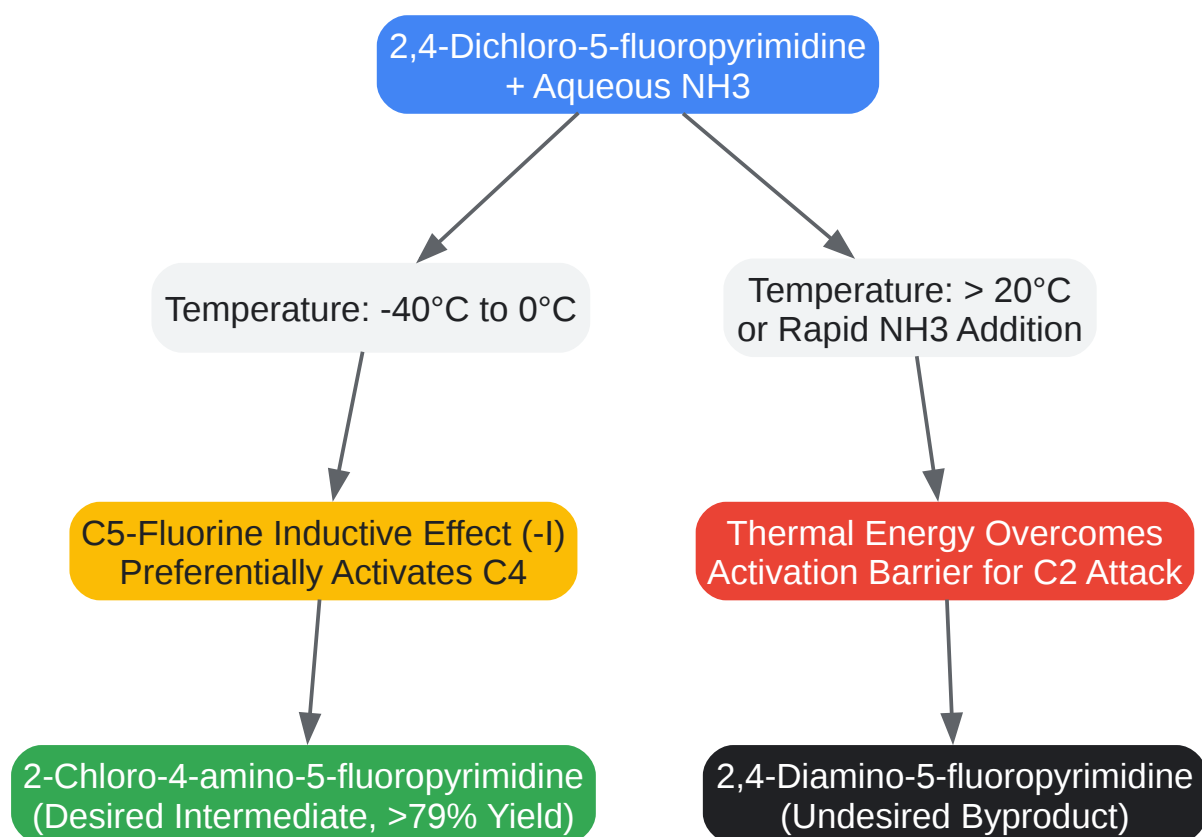 2,4-Dichloro-5-fluoropyrimidine
+ Aqueous NH3
Temperature: -40°C to 0°C
Temperature: > 20°C
or Rapid NH3 Addition
C5-Fluorine Inductive Effect (-I)
Preferentially Activates C4
Thermal Energy Overcomes
Activation Barrier for C2 Attack
2-Chloro-4-amino-5-fluoropyrimidine
(Desired Intermediate, >79% Yield)
2,4-Diamino-5-fluoropyrimidine
(Undesired Byproduct)